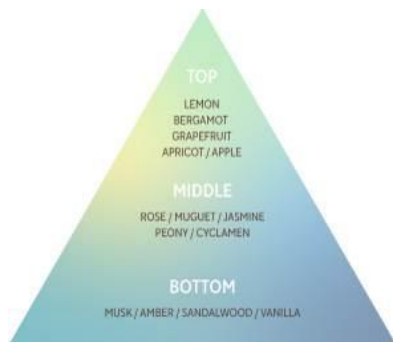 TOP
LEMON
BERGAMOT
GRAPEFRUIT
APRICOT / APPLE
MIDDLE
ROSE / MUGUET / JASMINE
PEONY / CYCLAMEN
BOTTOM
MUSK / AMBER / SANDALWOOD / VANILLA